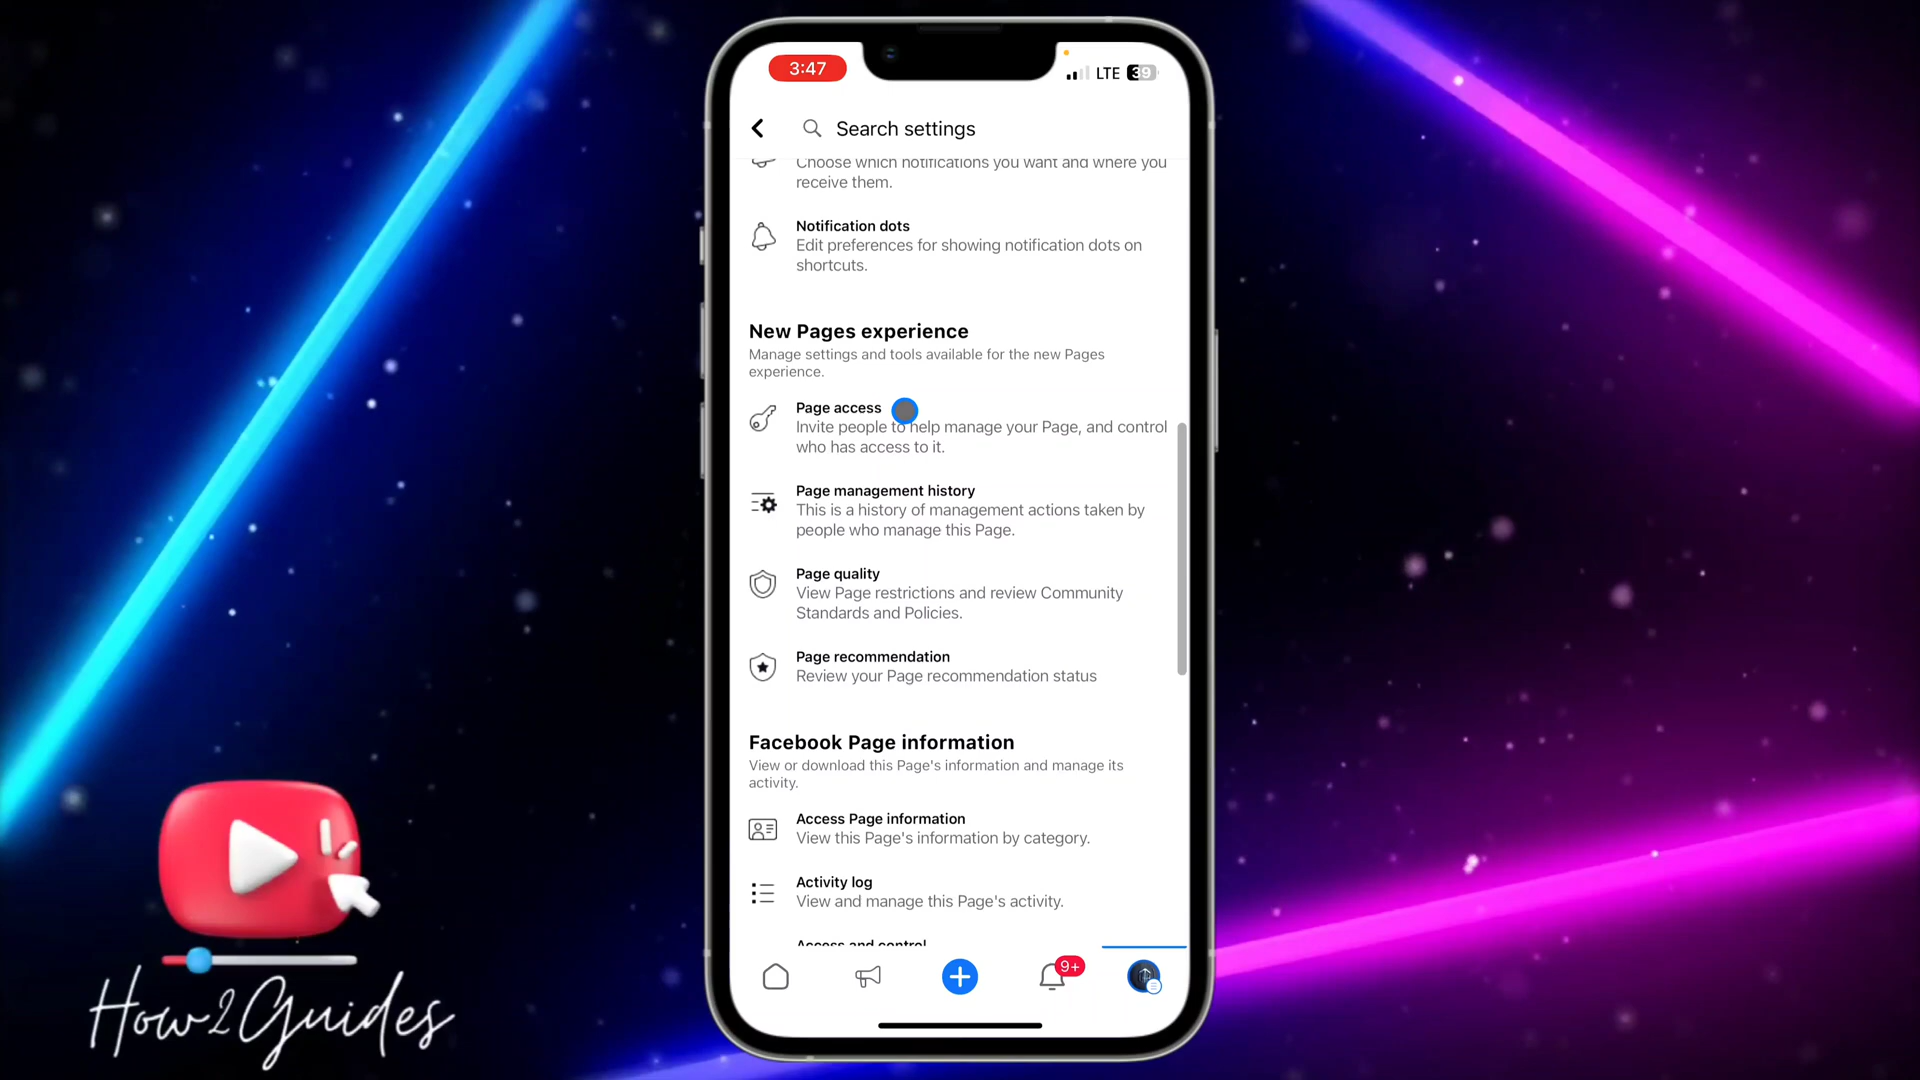 3:47
LTE 39
Search settings
Choose which notifications you want and where you
receive them.
Notification dots
Edit preferences for showing notification dots on
shortcuts.
New Pages experience
Manage settings and tools available for the new Pages
experience.
Page access
Invite people to help manage your Page, and control
who has access to it.
Page management history
This is a history of management actions taken by
people who manage this Page.
Page quality
View Page restrictions and review Community
Standards and Policies.
Page recommendation
Review your Page recommendation status
Facebook Page information
View or download this Page's information and manage its
activity.
Access Page information
View this Page's information by category.
Activity log
View and manage this Page's activity.
Access and control
9+
How2Guides